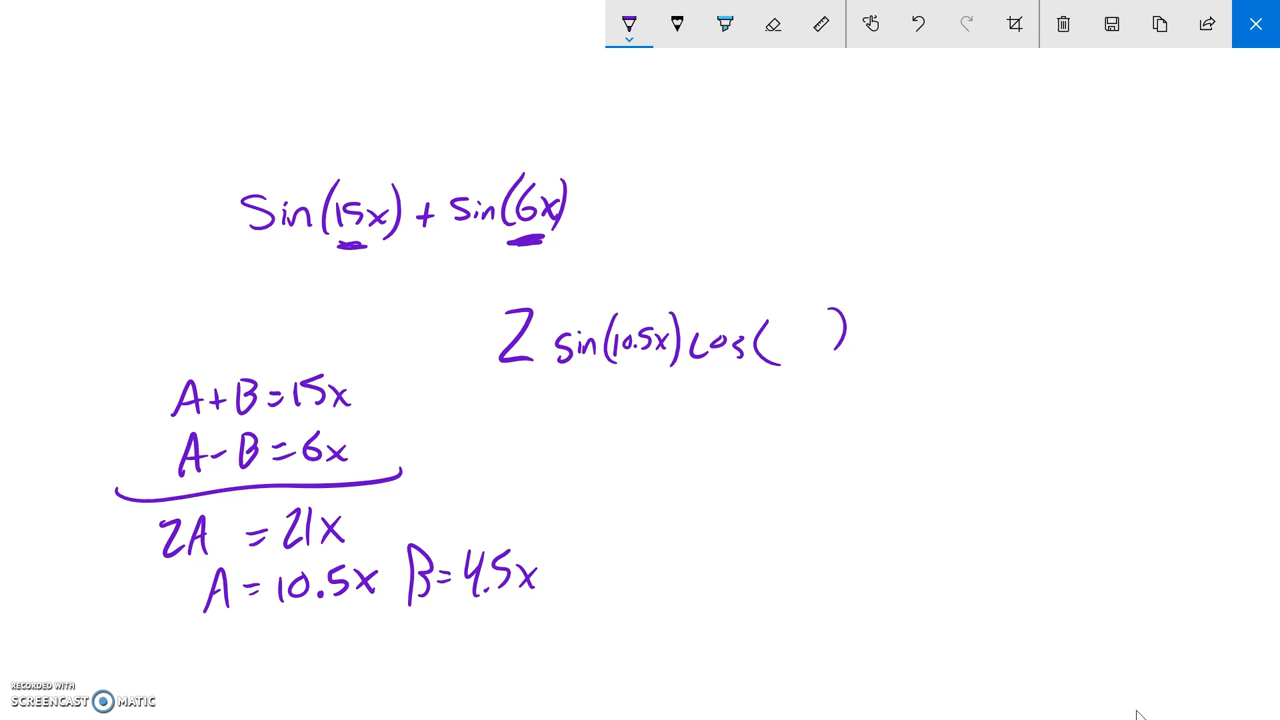 Sin(15x) + sin(6x)
2 sin(10.5x) cos( )
A+B=15x
A-B=6x
2A = 21x
A = 10.5x B = 4.5x
RECORDED WITH
SCREENCAST MATIC